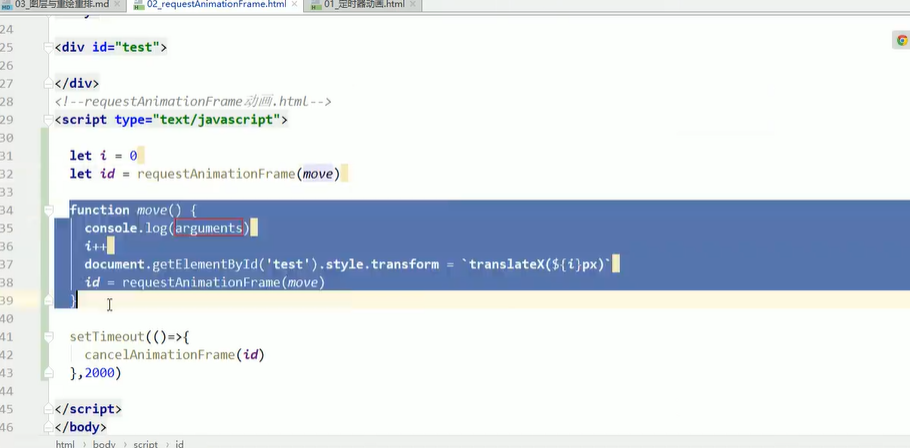 03_图层与重绘重排.md 02_requestAnimationFrame.html 01_定时器动画.html
24
25 <div id="test">
26
27 </div>
28 <!--requestAnimationFrame动画.html-->
29 <script type="text/javascript">
30
31 let i = 0
32 let id = requestAnimationFrame(move)
33
34 function move() {
35 console.log(arguments)
36 i++
37 document.getElementById('test').style.transform = `translateX(${i}px)`
38 id = requestAnimationFrame(move)
39 }
40
41 setTimeout(()=>{
42 cancelAnimationFrame(id)
43 },2000)
44
45 </script>
46 </body>
html › body › script › id